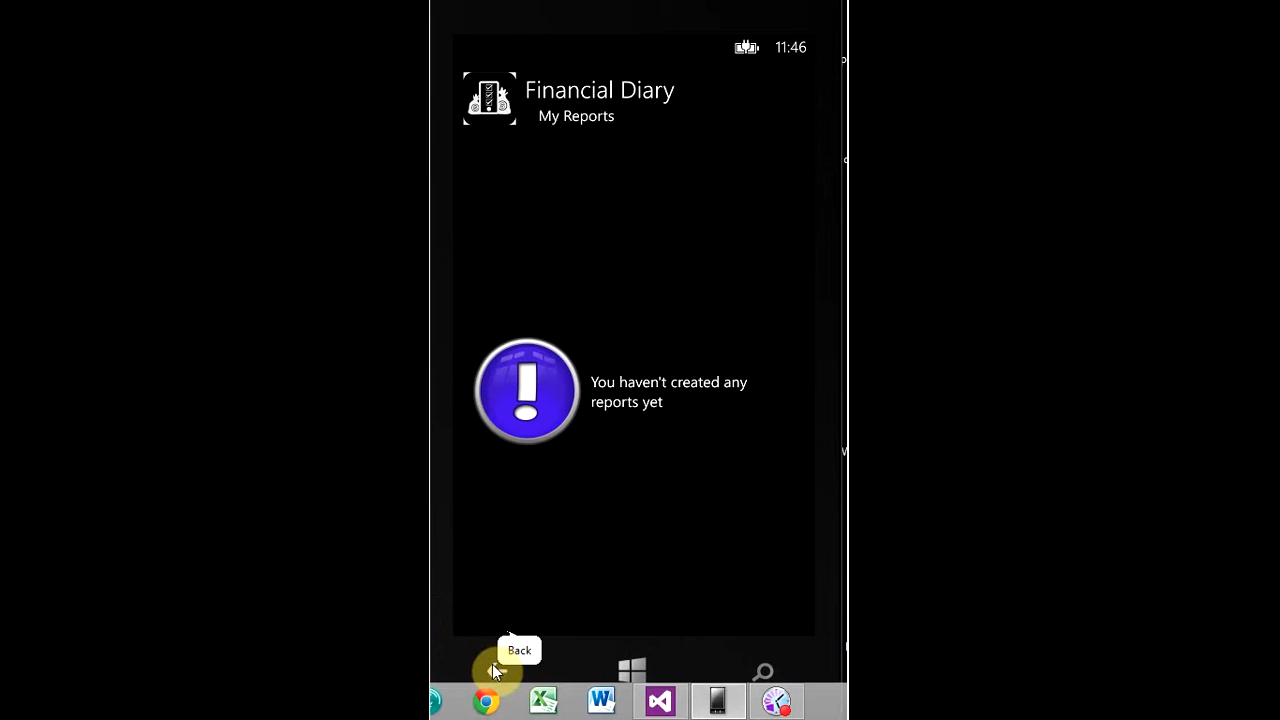 11:46
Financial Diary
My Reports
You haven't created any
reports yet
Back